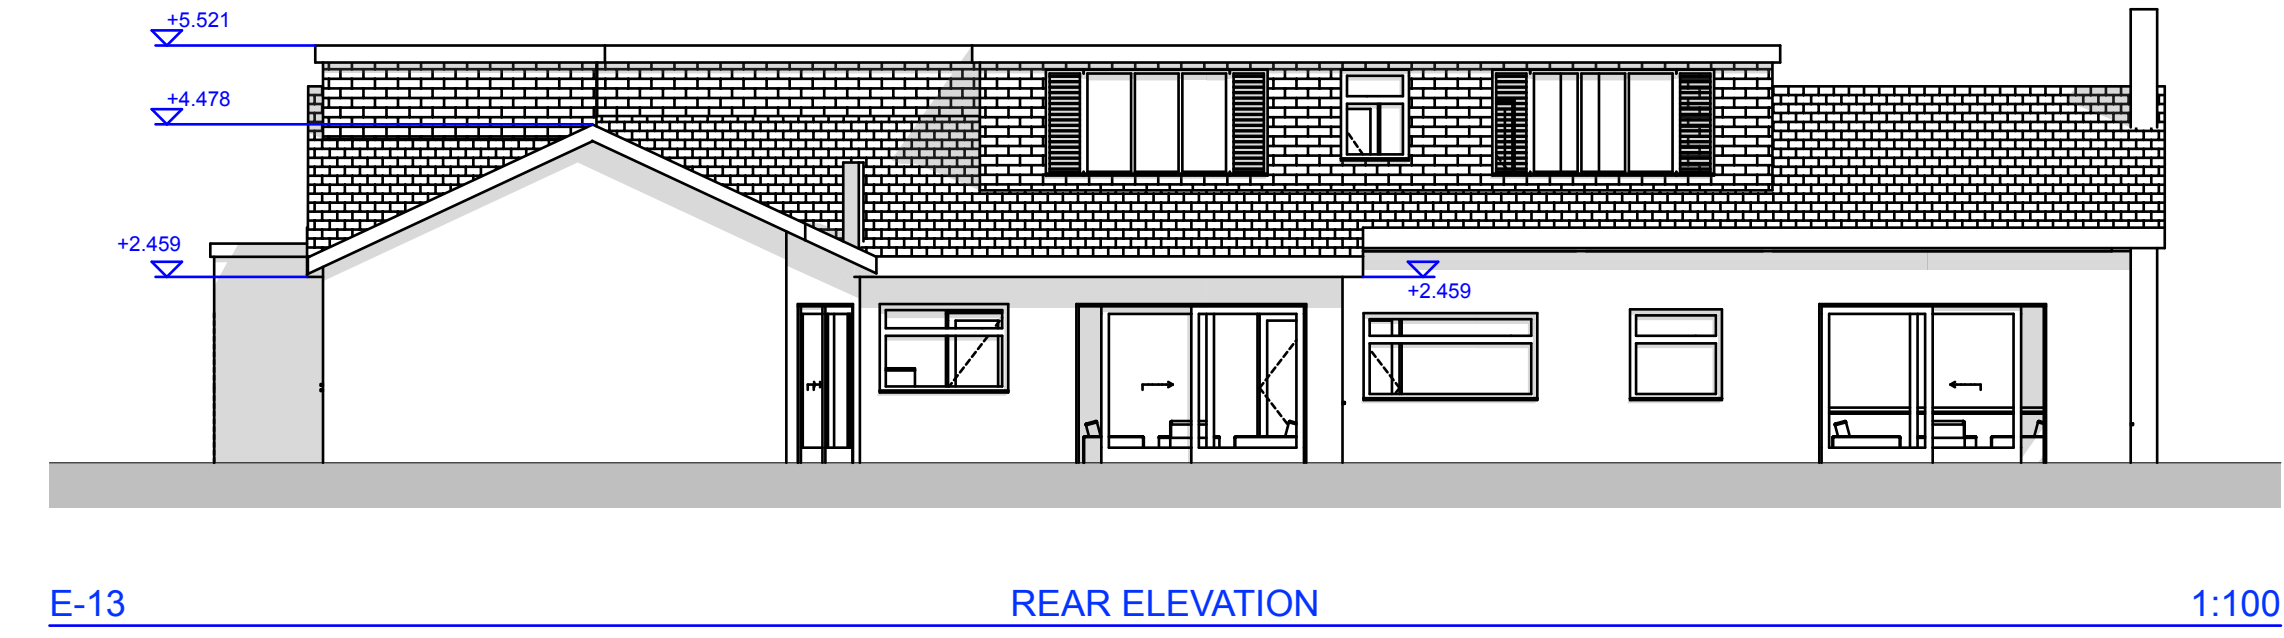 +5.521
+4.478
+2.459
+2.459
E-13 REAR ELEVATION 1:100